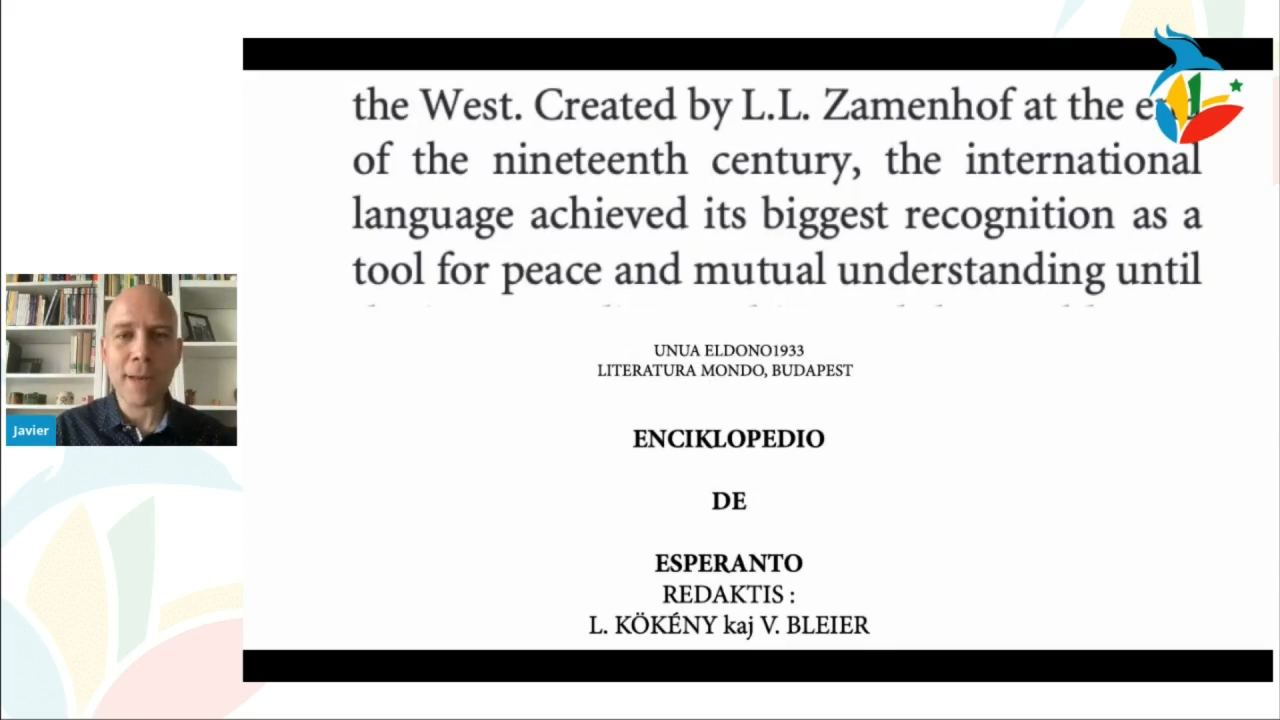 the West. Created by L.L. Zamenhof at the end
of the nineteenth century, the international
language achieved its biggest recognition as a
tool for peace and mutual understanding until
UNUA ELDONO1933
LITERATURA MONDO, BUDAPEST
ENCIKLOPEDIO
DE
ESPERANTO
REDAKTIS :
L. KÖKÉNY kaj V. BLEIER
Javier